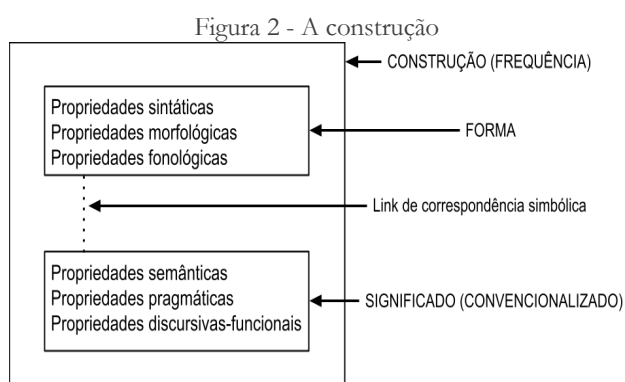 Figura 2 - A construção
CONSTRUÇÃO (FREQUÊNCIA)
Propriedades sintáticas
Propriedades morfológicas
Propriedades fonológicas
FORMA
Link de correspondência simbólica
Propriedades semânticas
Propriedades pragmáticas
Propriedades discursivas-funcionais
SIGNIFICADO (CONVENCIONALIZADO)